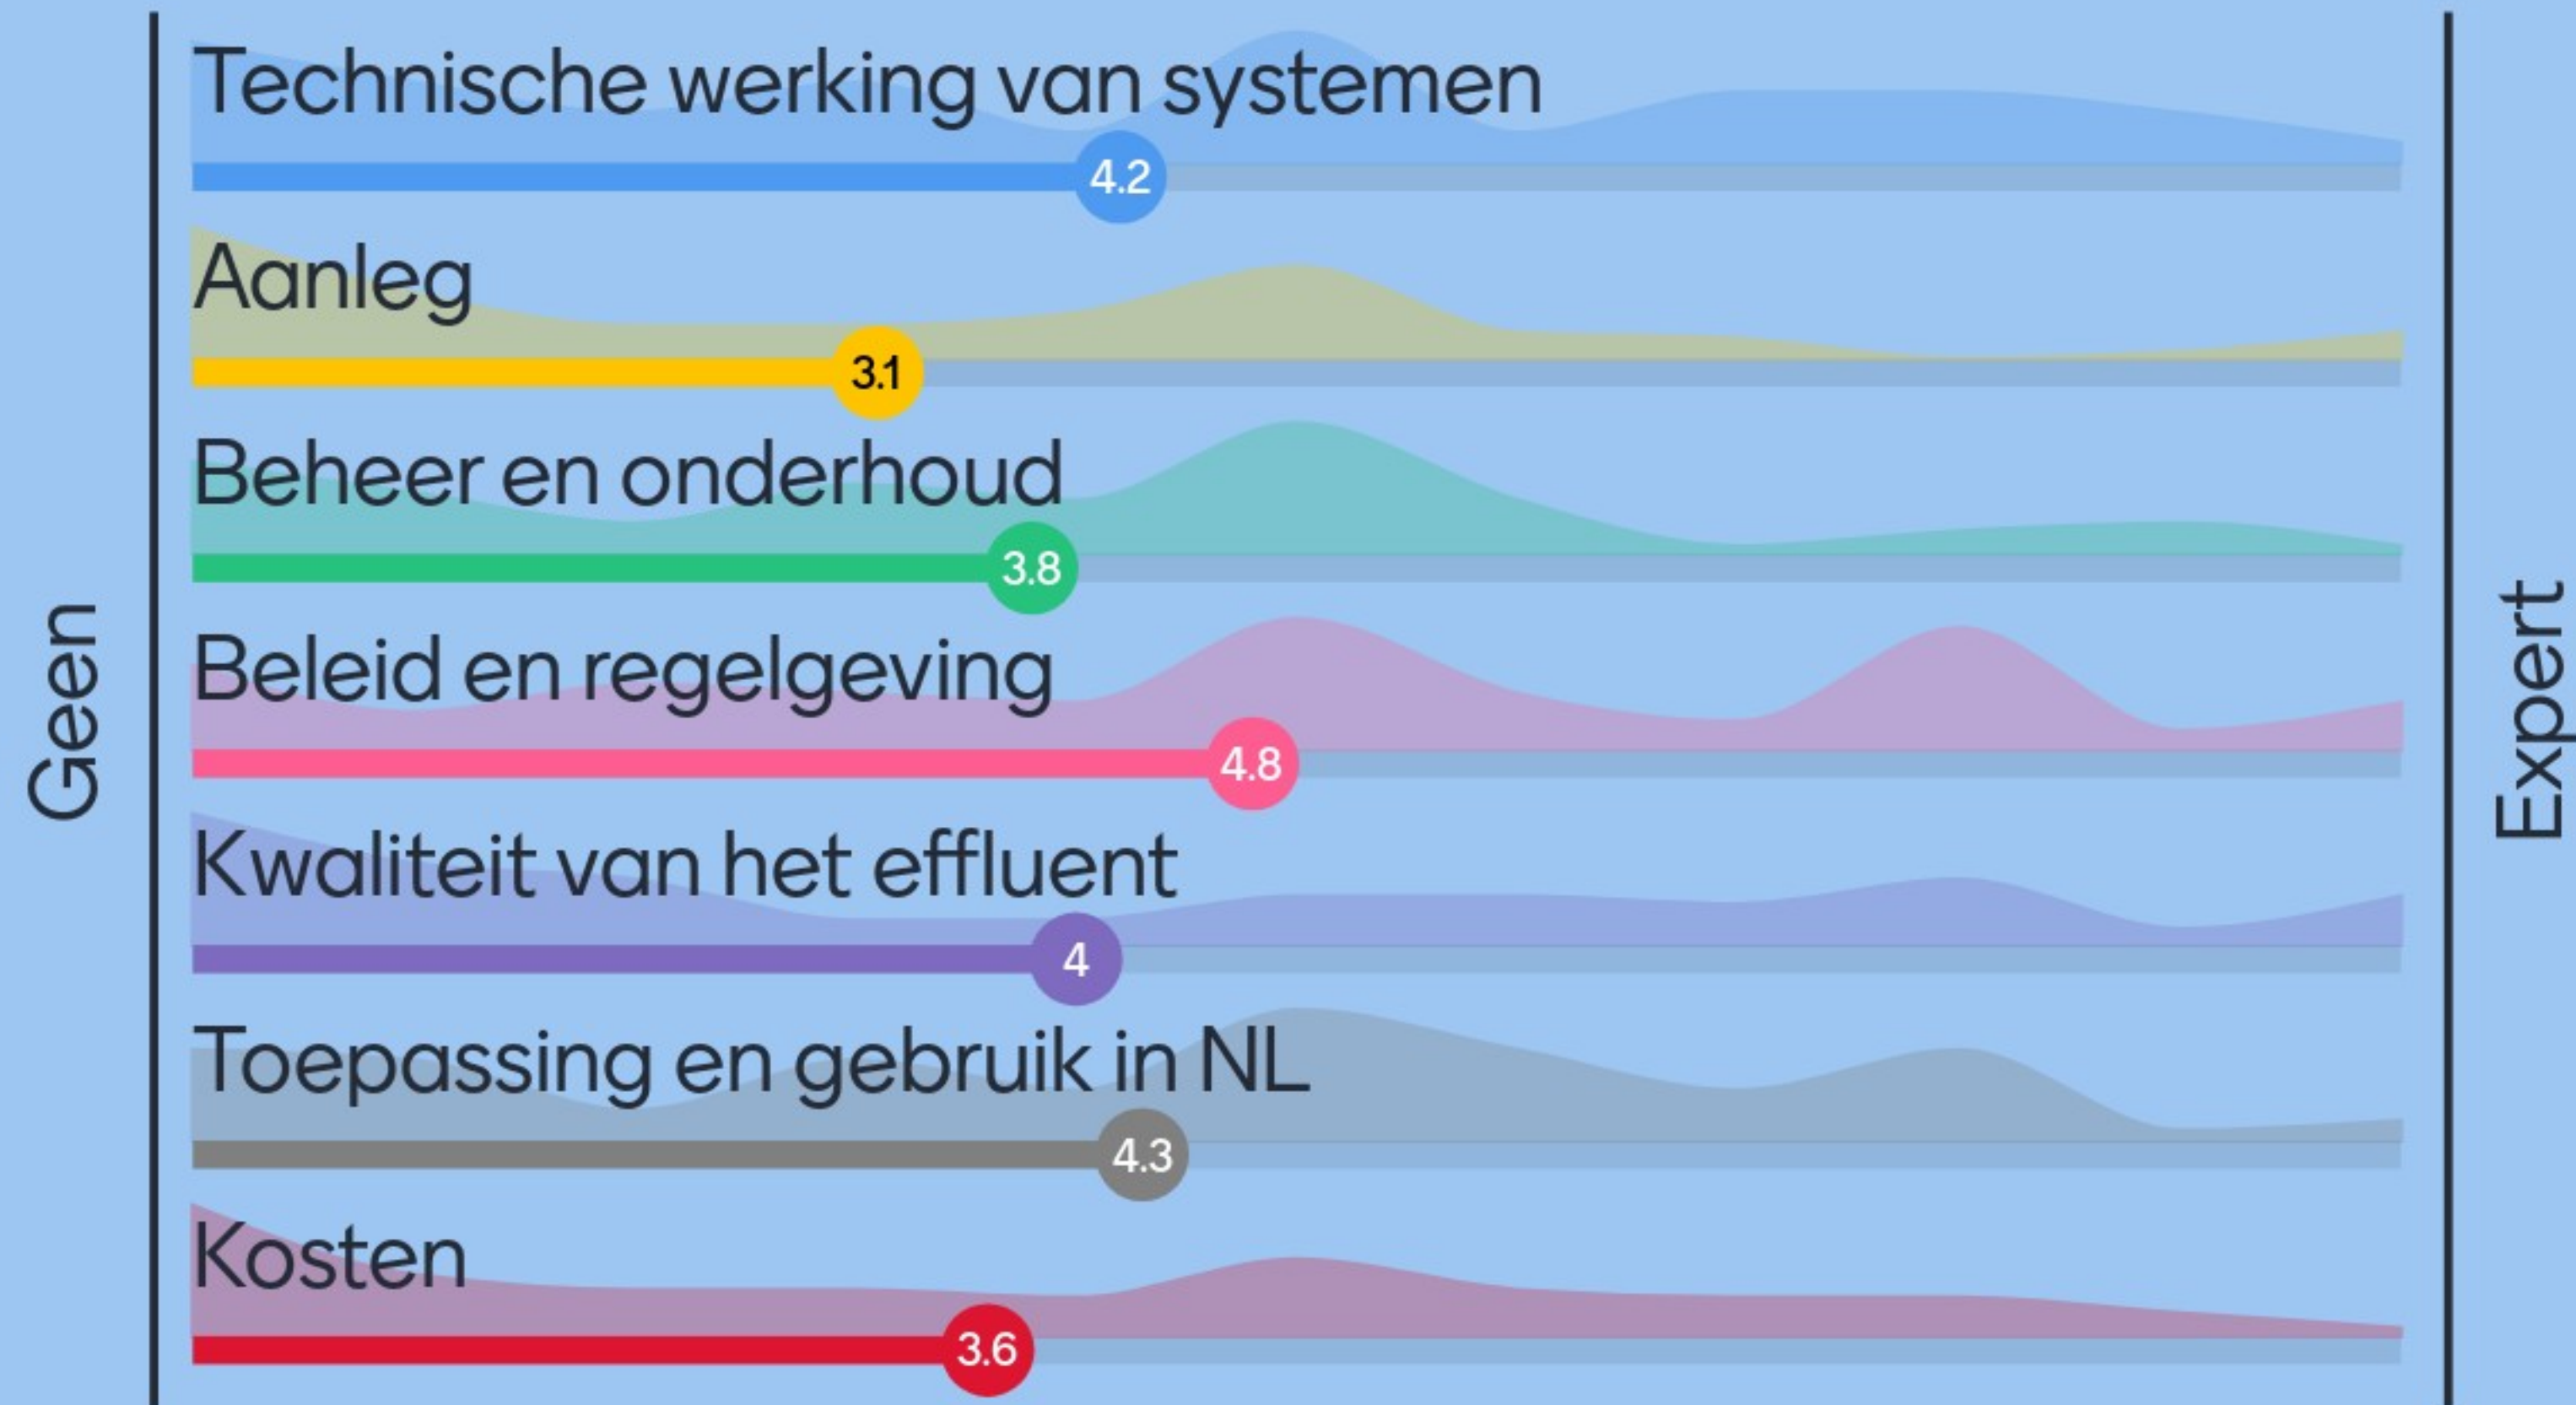 Technische werking van systemen
4.2
Aanleg
3.1
Beheer en onderhoud
3.8
Beleid en regelgeving
4.8
Kwaliteit van het effluent
4
Toepassing en gebruik in NL
4.3
Kosten
3.6
Geen
Expert